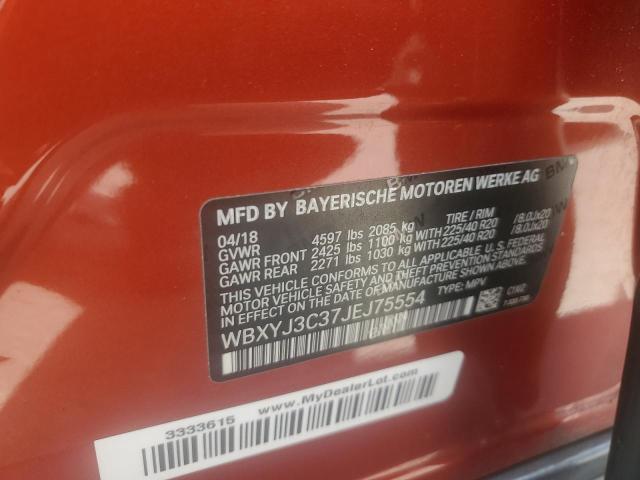 MFD BY BAYERISCHE MOTOREN WERKE AG
04/18
GVWR 4597 lbs 2085 kg TIRE / RIM
GAWR FRONT 2425 lbs 1100 kg WITH 225/40 R20 /8.0Jx20
GAWR REAR 2271 lbs 1030 kg WITH 225/40 R20 /8.0Jx20
THIS VEHICLE CONFORMS TO ALL APPLICABLE U.S. FEDERAL MOTOR
VEHICLE SAFETY, BUMPER, AND THEFT PREVENTION STANDARDS IN
EFFECT ON THE DATE OF MANUFACTURE SHOWN ABOVE.
WBXYJ3C37JEJ75554 TYPE: MPV
3333615 www.MyDealerLot.com